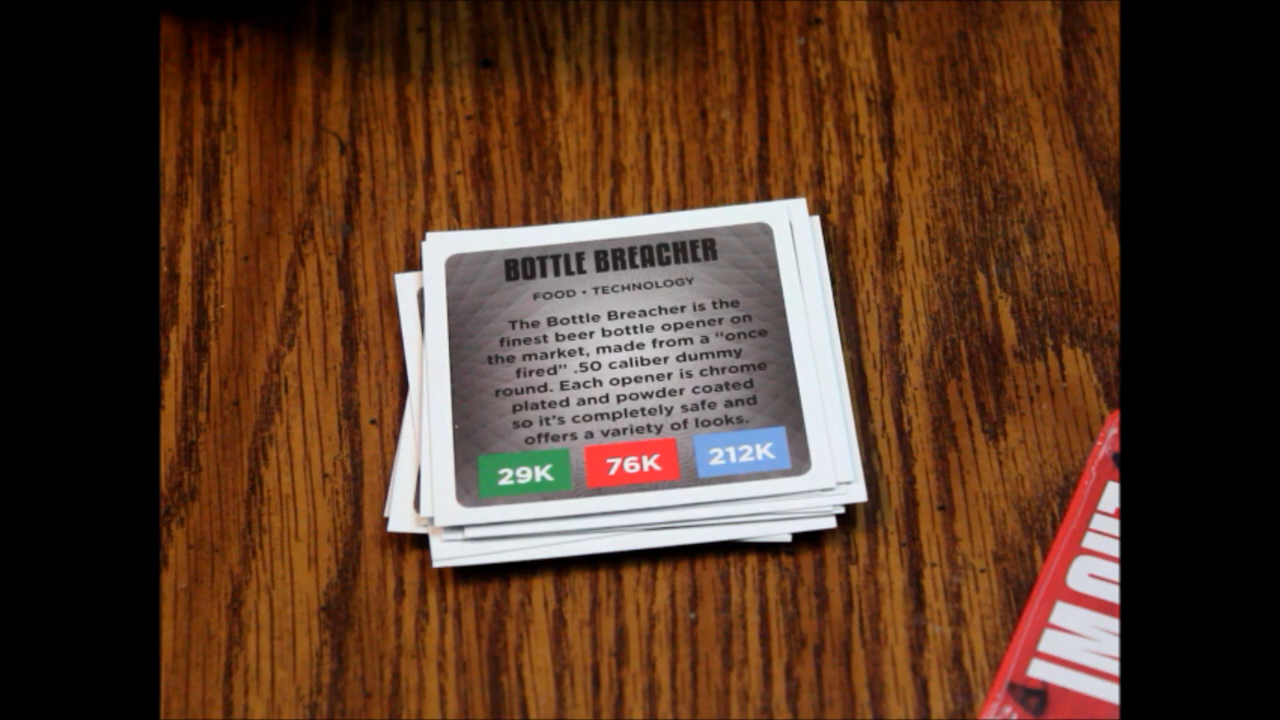 BOTTLE BREACHER
FOOD • TECHNOLOGY
The Bottle Breacher is the
finest beer bottle opener on
the market, made from a “once
fired” .50 caliber dummy
round. Each opener is chrome
plated and powder coated
so it’s completely safe and
offers a variety of looks.
29K 76K 212K
IM OUT